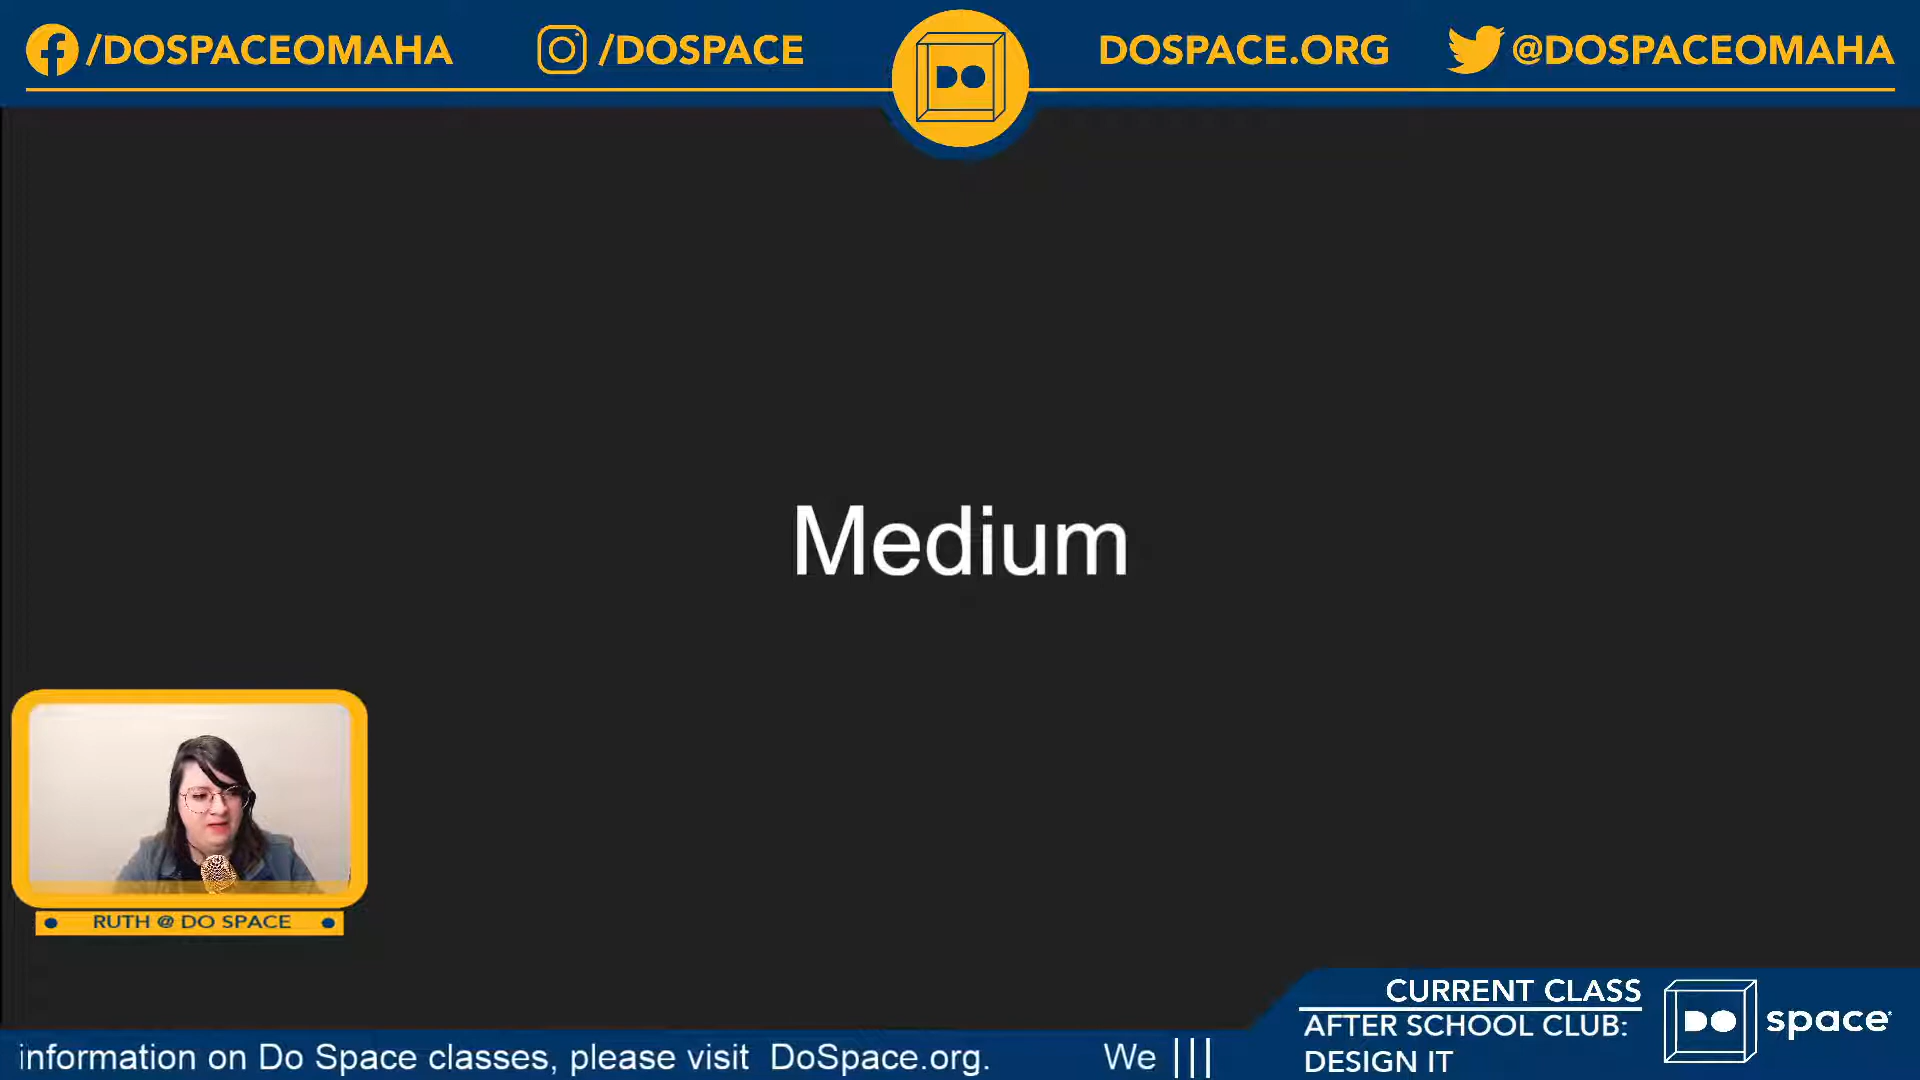 /DOSPACEOMAHA
/DOSPACE
DO
DOSPACE.ORG
@DOSPACEOMAHA
Medium
RUTH @ DO SPACE
CURRENT CLASS
AFTER SCHOOL CLUB:
DESIGN IT
DO space
information on Do Space classes, please visit DoSpace.org. We |||